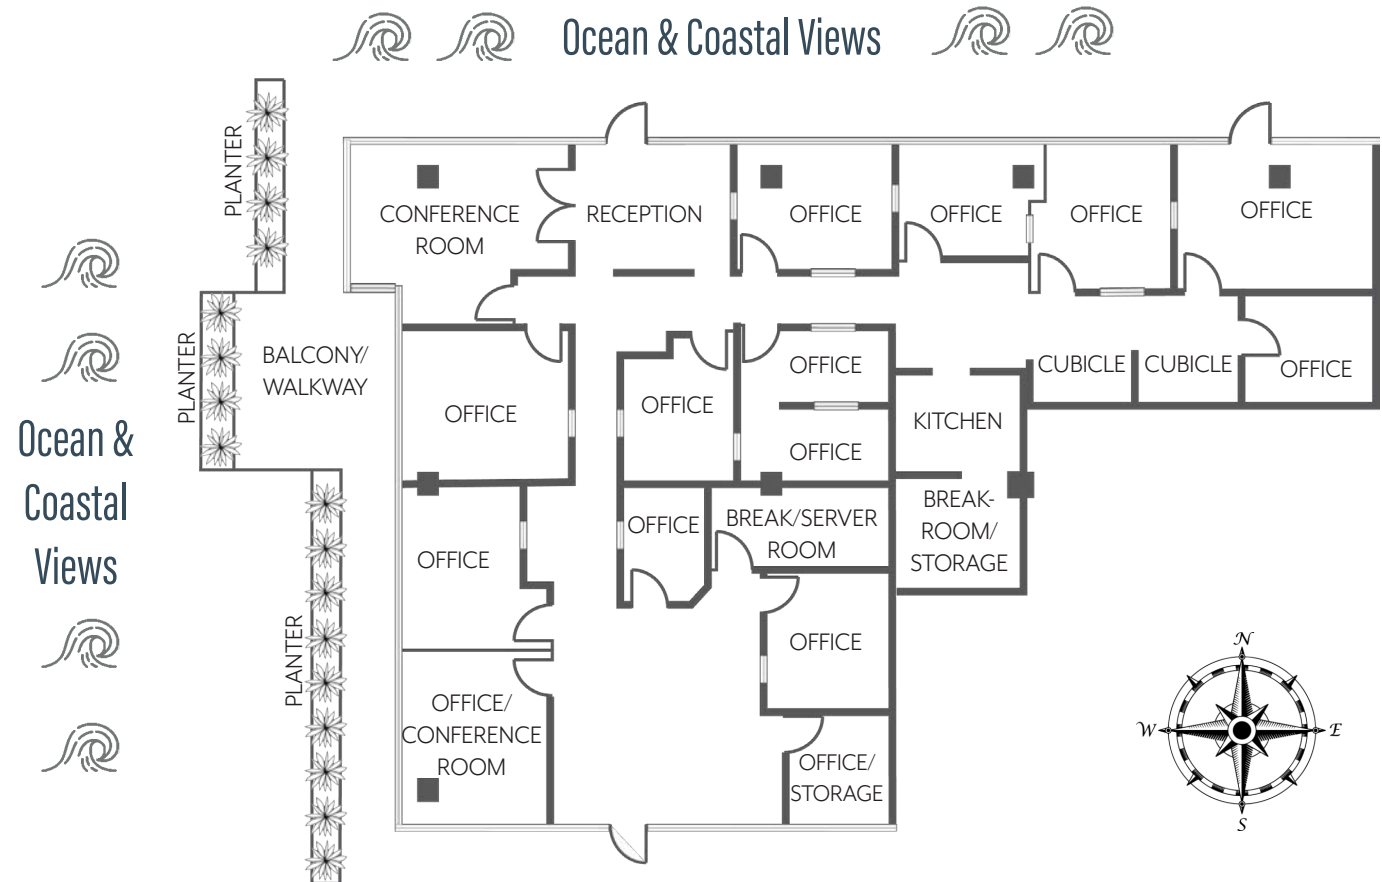 Ocean & Coastal Views
PLANTER
CONFERENCE
ROOM
RECEPTION
OFFICE
OFFICE
OFFICE
OFFICE
PLANTER
BALCONY/
WALKWAY
OFFICE
OFFICE
OFFICE
OFFICE
CUBICLE
CUBICLE
OFFICE
KITCHEN
Ocean &
Coastal
Views
OFFICE
OFFICE
BREAK/SERVER
ROOM
BREAK-
ROOM/
STORAGE
PLANTER
OFFICE
OFFICE/
CONFERENCE
ROOM
OFFICE/
STORAGE
N
W
E
S